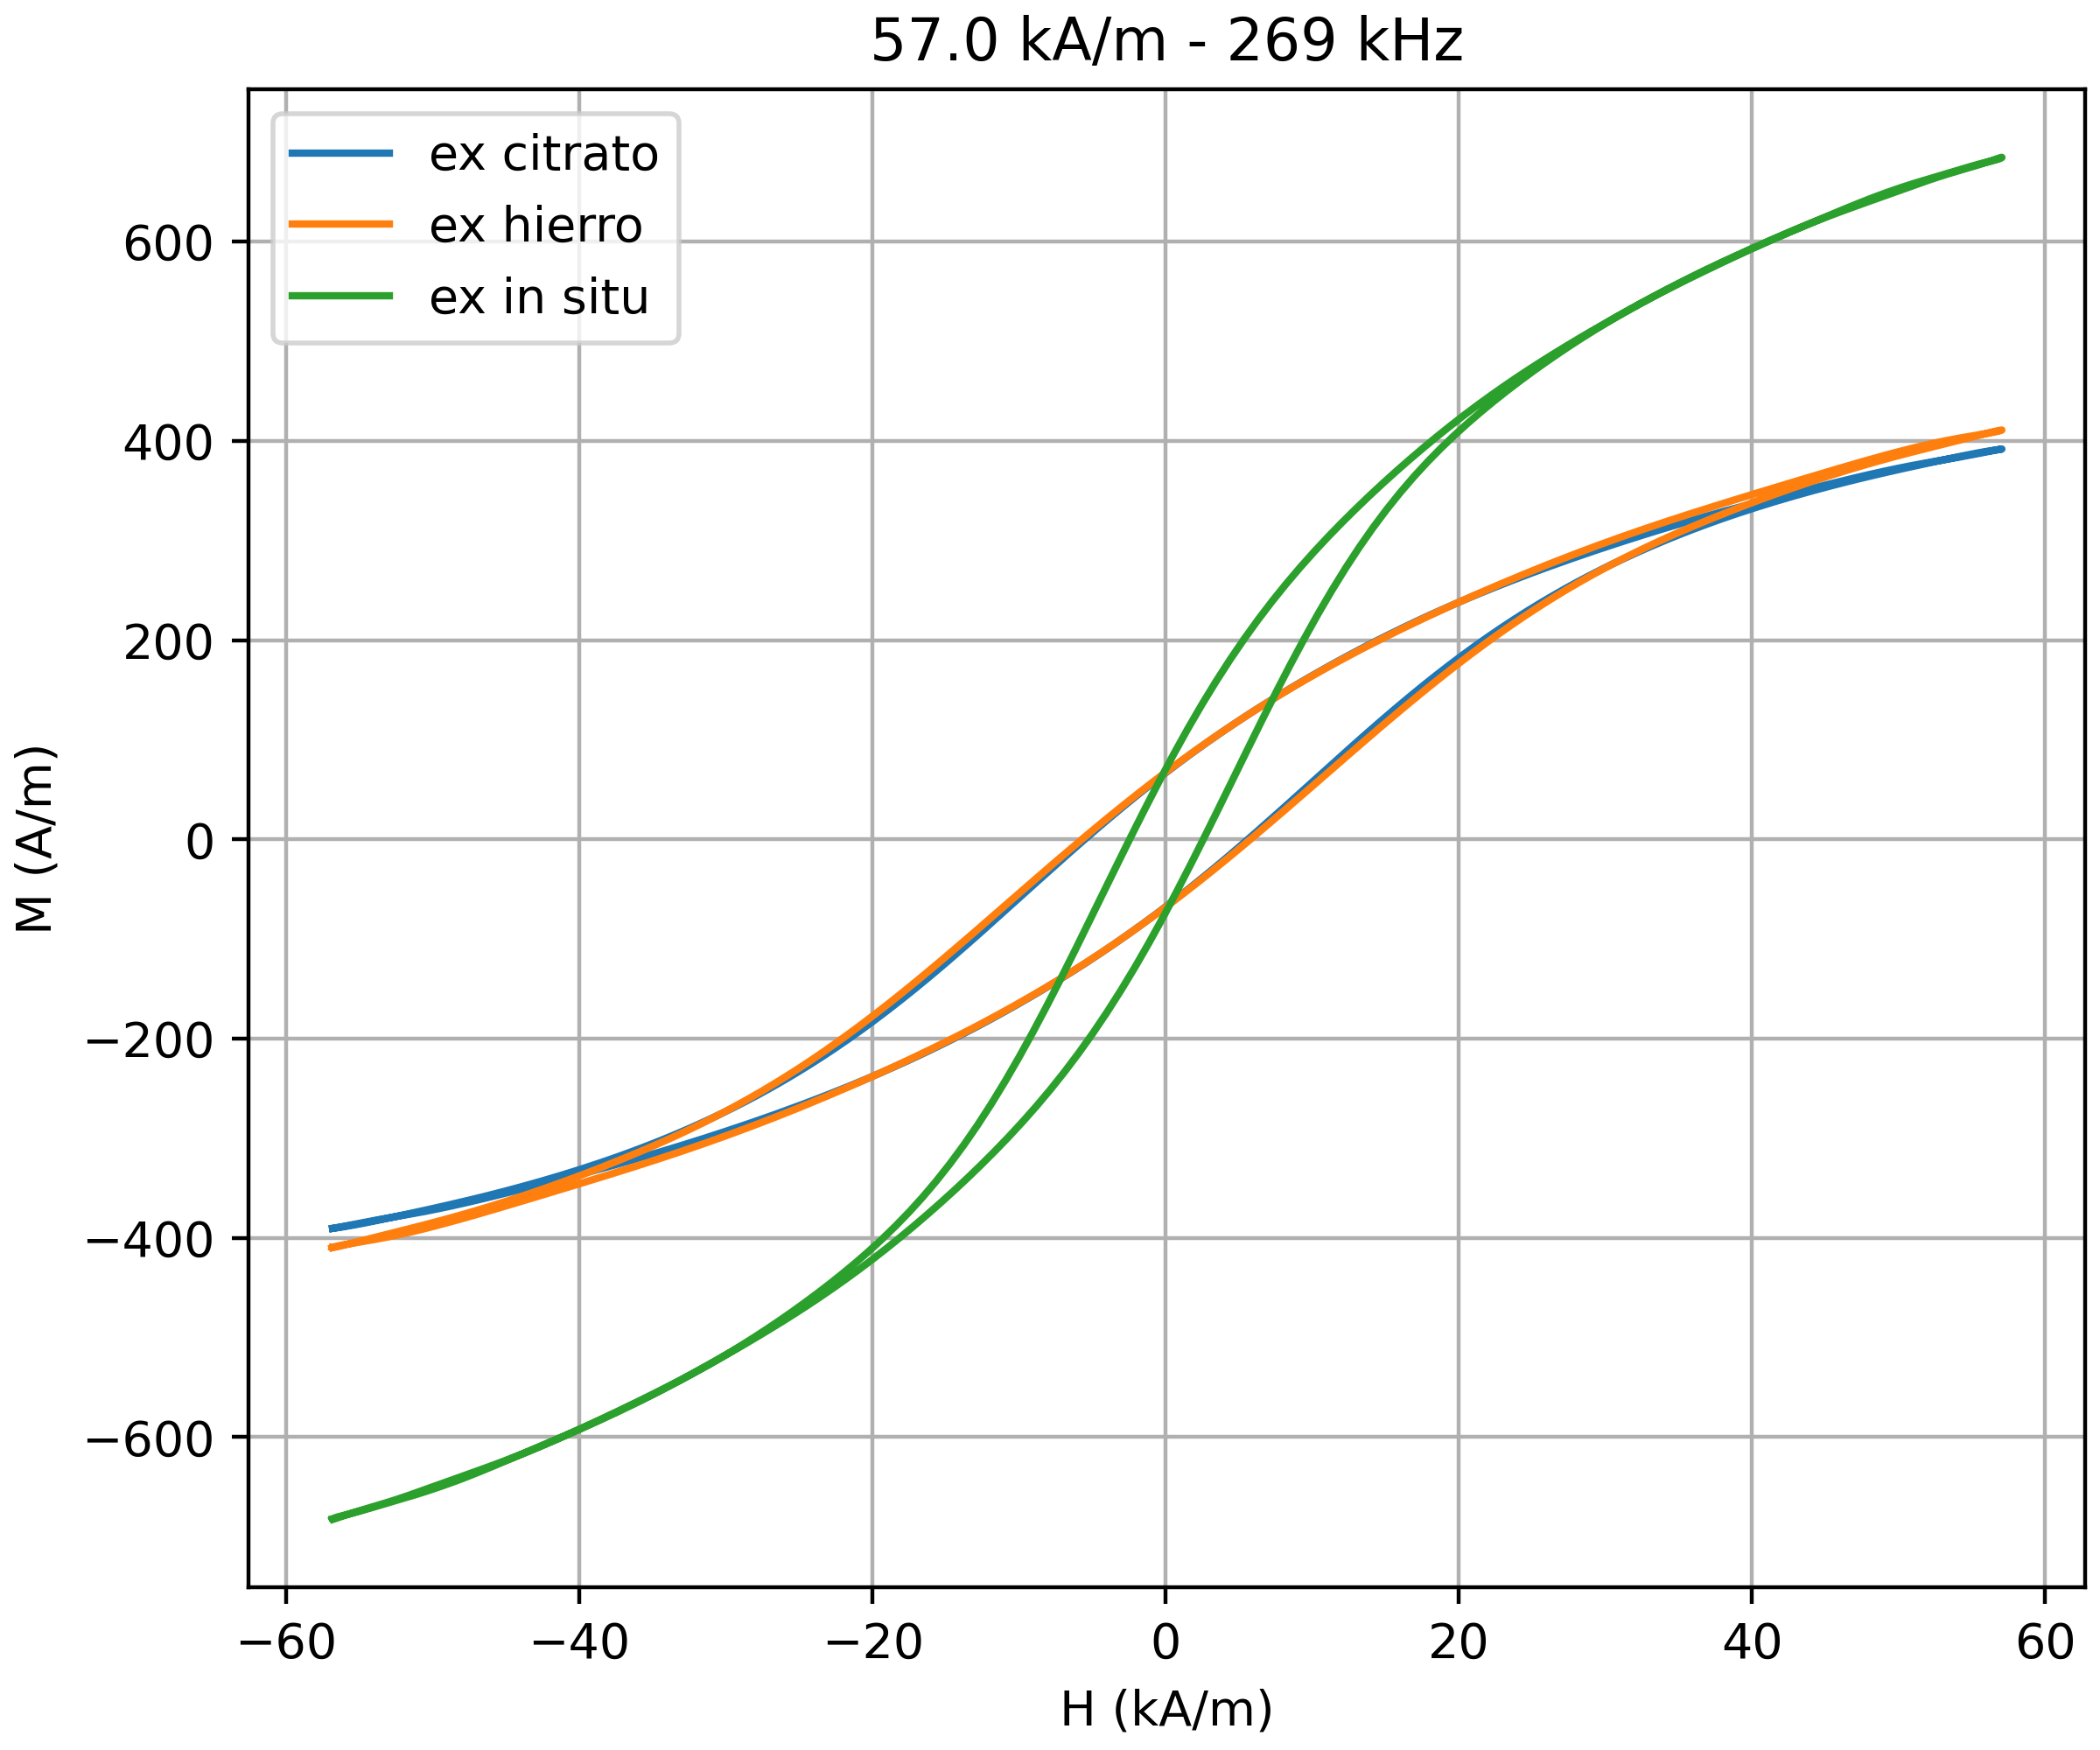 57.0 kA/m - 269 kHz
ex citrato
ex hierro
ex in situ
600
400
200
0
−200
−400
−600
M (A/m)
−60 −40 −20 0 20 40 60
H (kA/m)